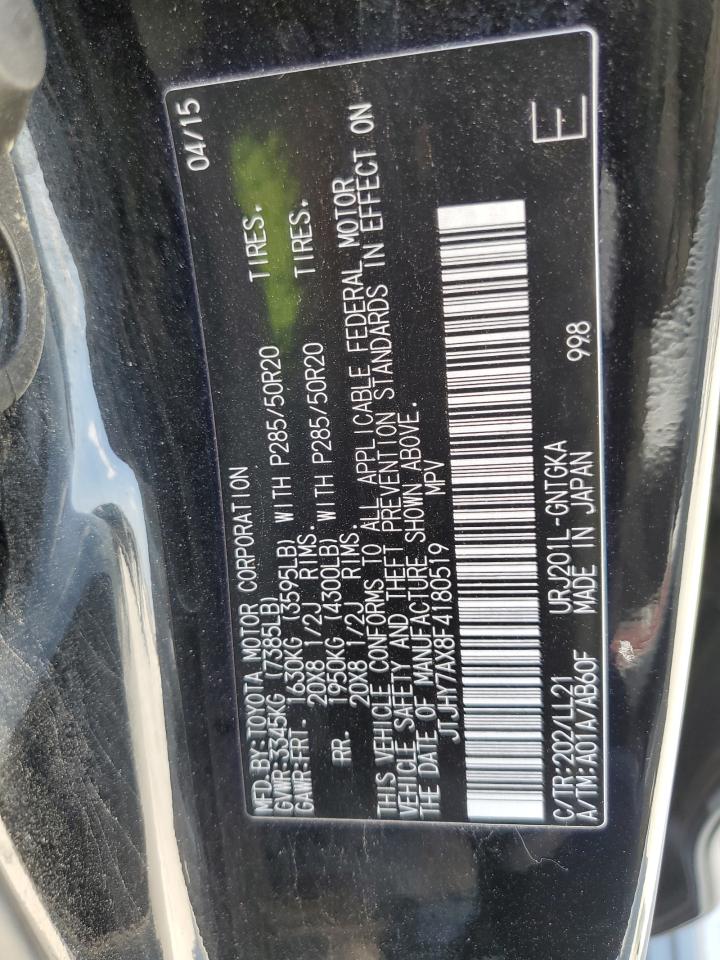 MFD.BY:TOYOTA MOTOR CORPORATION 04/15
GVWR:3345KG (7385LB)
GAWR:FRT. 1630KG (3595LB) WITH P285/50R20 TIRES.
20X8 1/2J RIMS.
RR. 1950KG (4300LB) WITH P285/50R20 TIRES.
20X8 1/2J RIMS.
THIS VEHICLE CONFORMS TO ALL APPLICABLE FEDERAL MOTOR
VEHICLE SAFETY AND THEFT PREVENTION STANDARDS IN EFFECT ON
THE DATE OF MANUFACTURE SHOWN ABOVE.
JTJHY7AX8F4180519 MPV
C/TR:202/LL21 URJ201L-GNTGKA
A/TM:A01A/AB60F MADE IN JAPAN 998
E